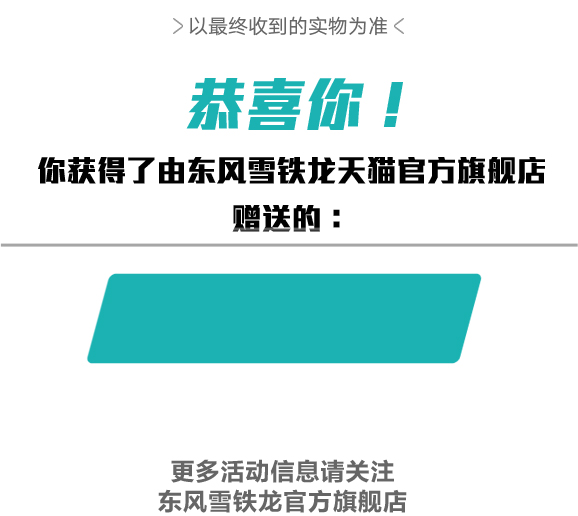 以最终收到的实物为准
恭喜你！
你获得了由东风雪铁龙天猫官方旗舰店
赠送的：
更多活动信息请关注
东风雪铁龙官方旗舰店